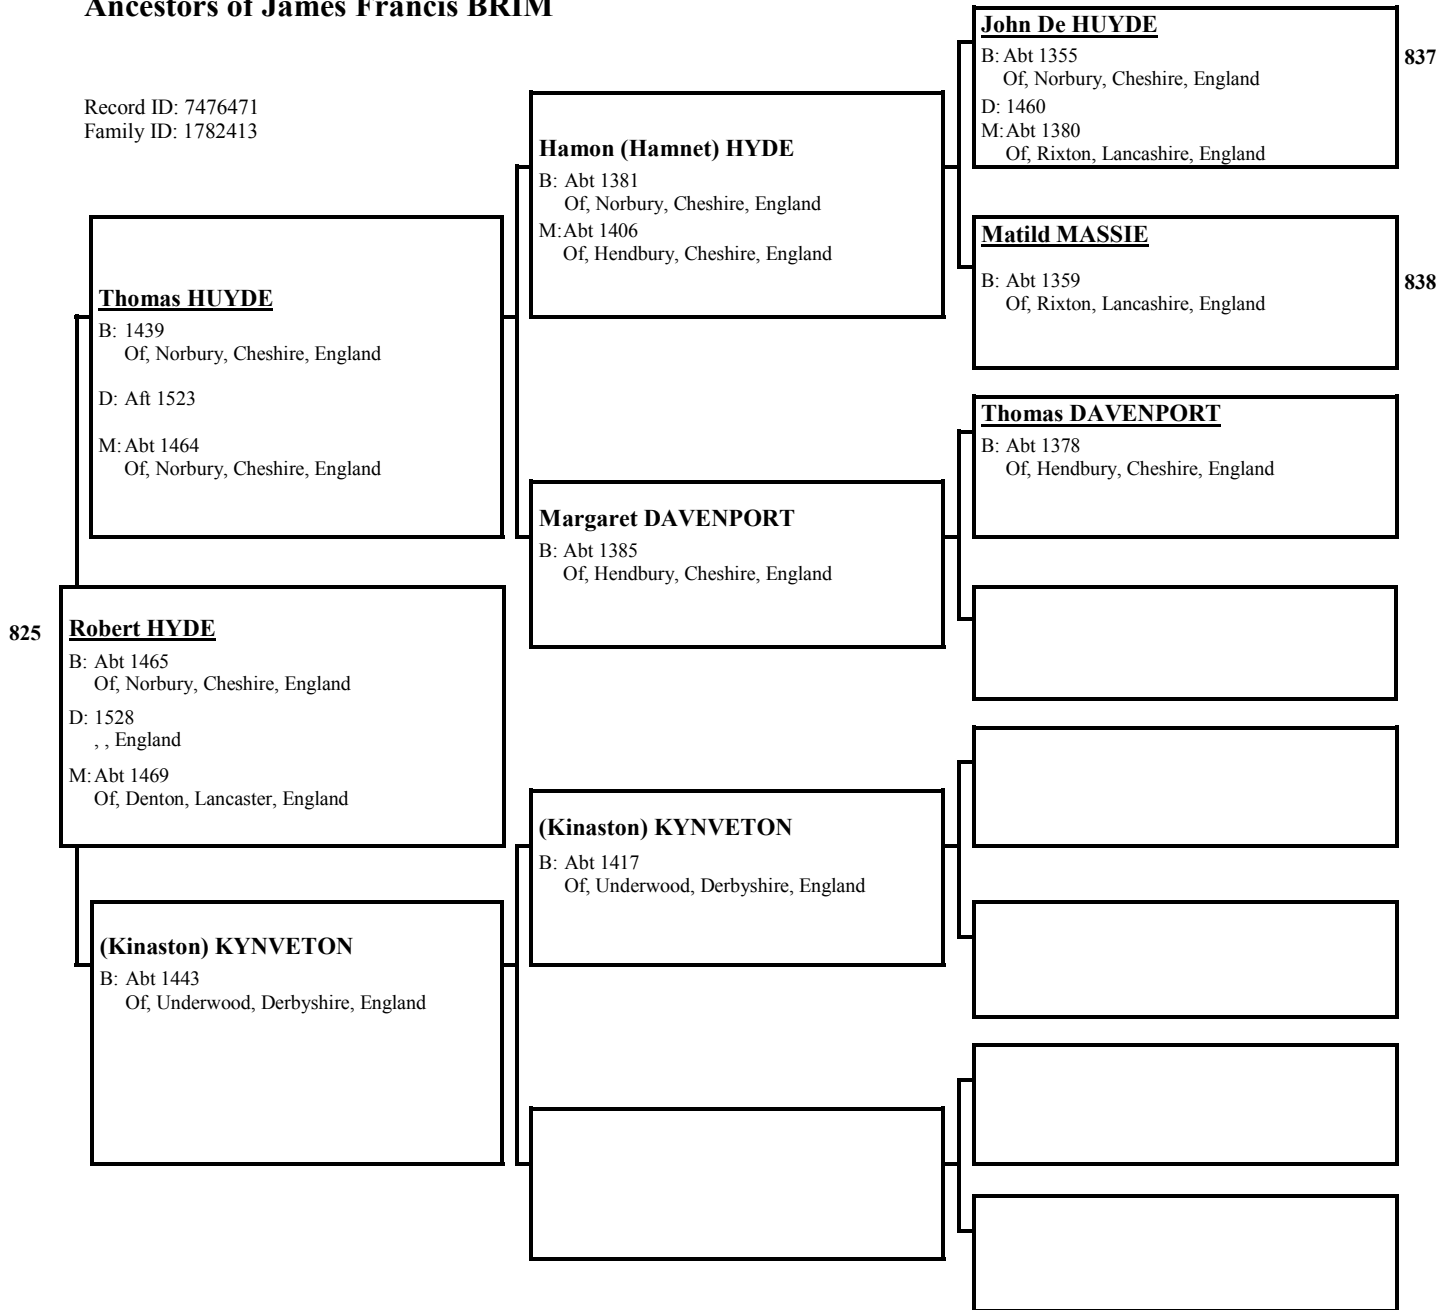 Ancestors of James Francis BRIM
Record ID: 7476471
Family ID: 1782413
825
Robert HYDE
B: Abt 1465
Of, Norbury, Cheshire, England
D: 1528
, , England
M: Abt 1469
Of, Denton, Lancaster, England
Thomas HUYDE
B: 1439
Of, Norbury, Cheshire, England
D: Aft 1523
M: Abt 1464
Of, Norbury, Cheshire, England
(Kinaston) KYNVETON
B: Abt 1443
Of, Underwood, Derbyshire, England
Hamon (Hamnet) HYDE
B: Abt 1381
Of, Norbury, Cheshire, England
M: Abt 1406
Of, Hendbury, Cheshire, England
Margaret DAVENPORT
B: Abt 1385
Of, Hendbury, Cheshire, England
(Kinaston) KYNVETON
B: Abt 1417
Of, Underwood, Derbyshire, England
John De HUYDE
B: Abt 1355
Of, Norbury, Cheshire, England
D: 1460
M: Abt 1380
Of, Rixton, Lancashire, England
837
Matild MASSIE
B: Abt 1359
Of, Rixton, Lancashire, England
838
Thomas DAVENPORT
B: Abt 1378
Of, Hendbury, Cheshire, England